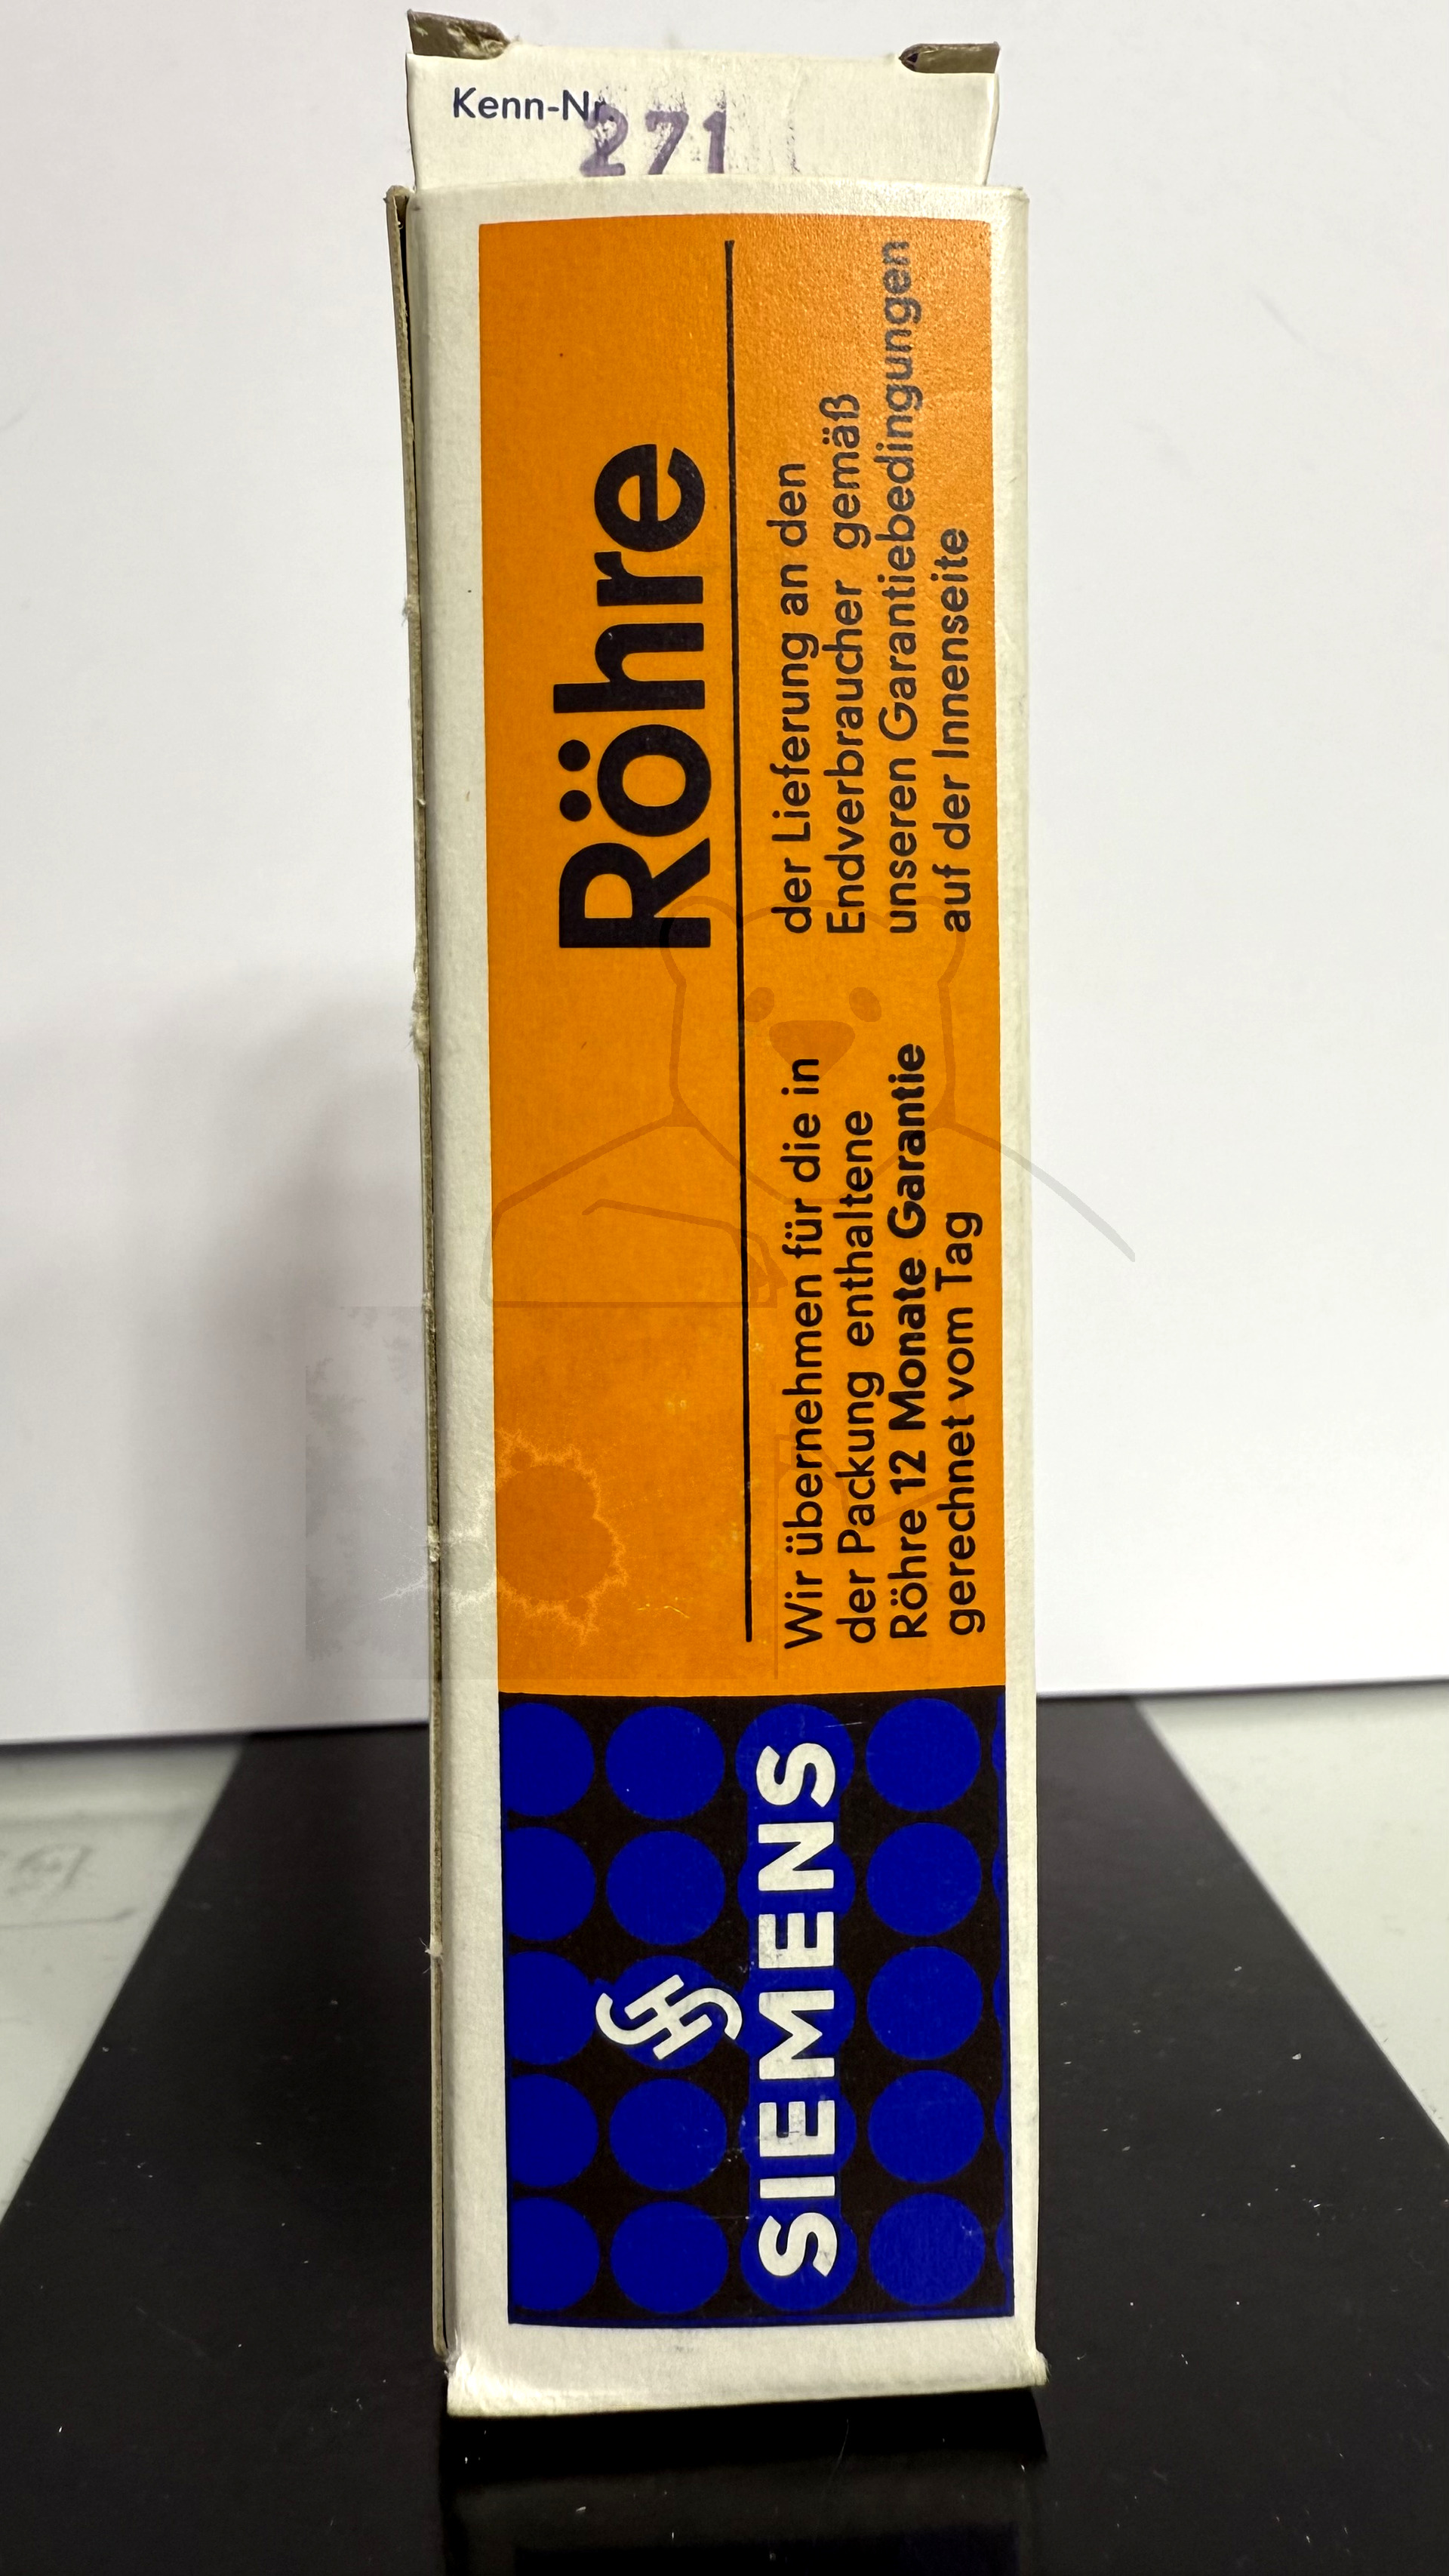 Kenn-Nr.
271
Röhre
Wir übernehmen für die in
der Packung enthaltene
Röhre 12 Monate Garantie
gerechnet vom Tag
der Lieferung an den
Endverbraucher gemäß
unseren Garantiebedingungen
auf der Innenseite
SIEMENS